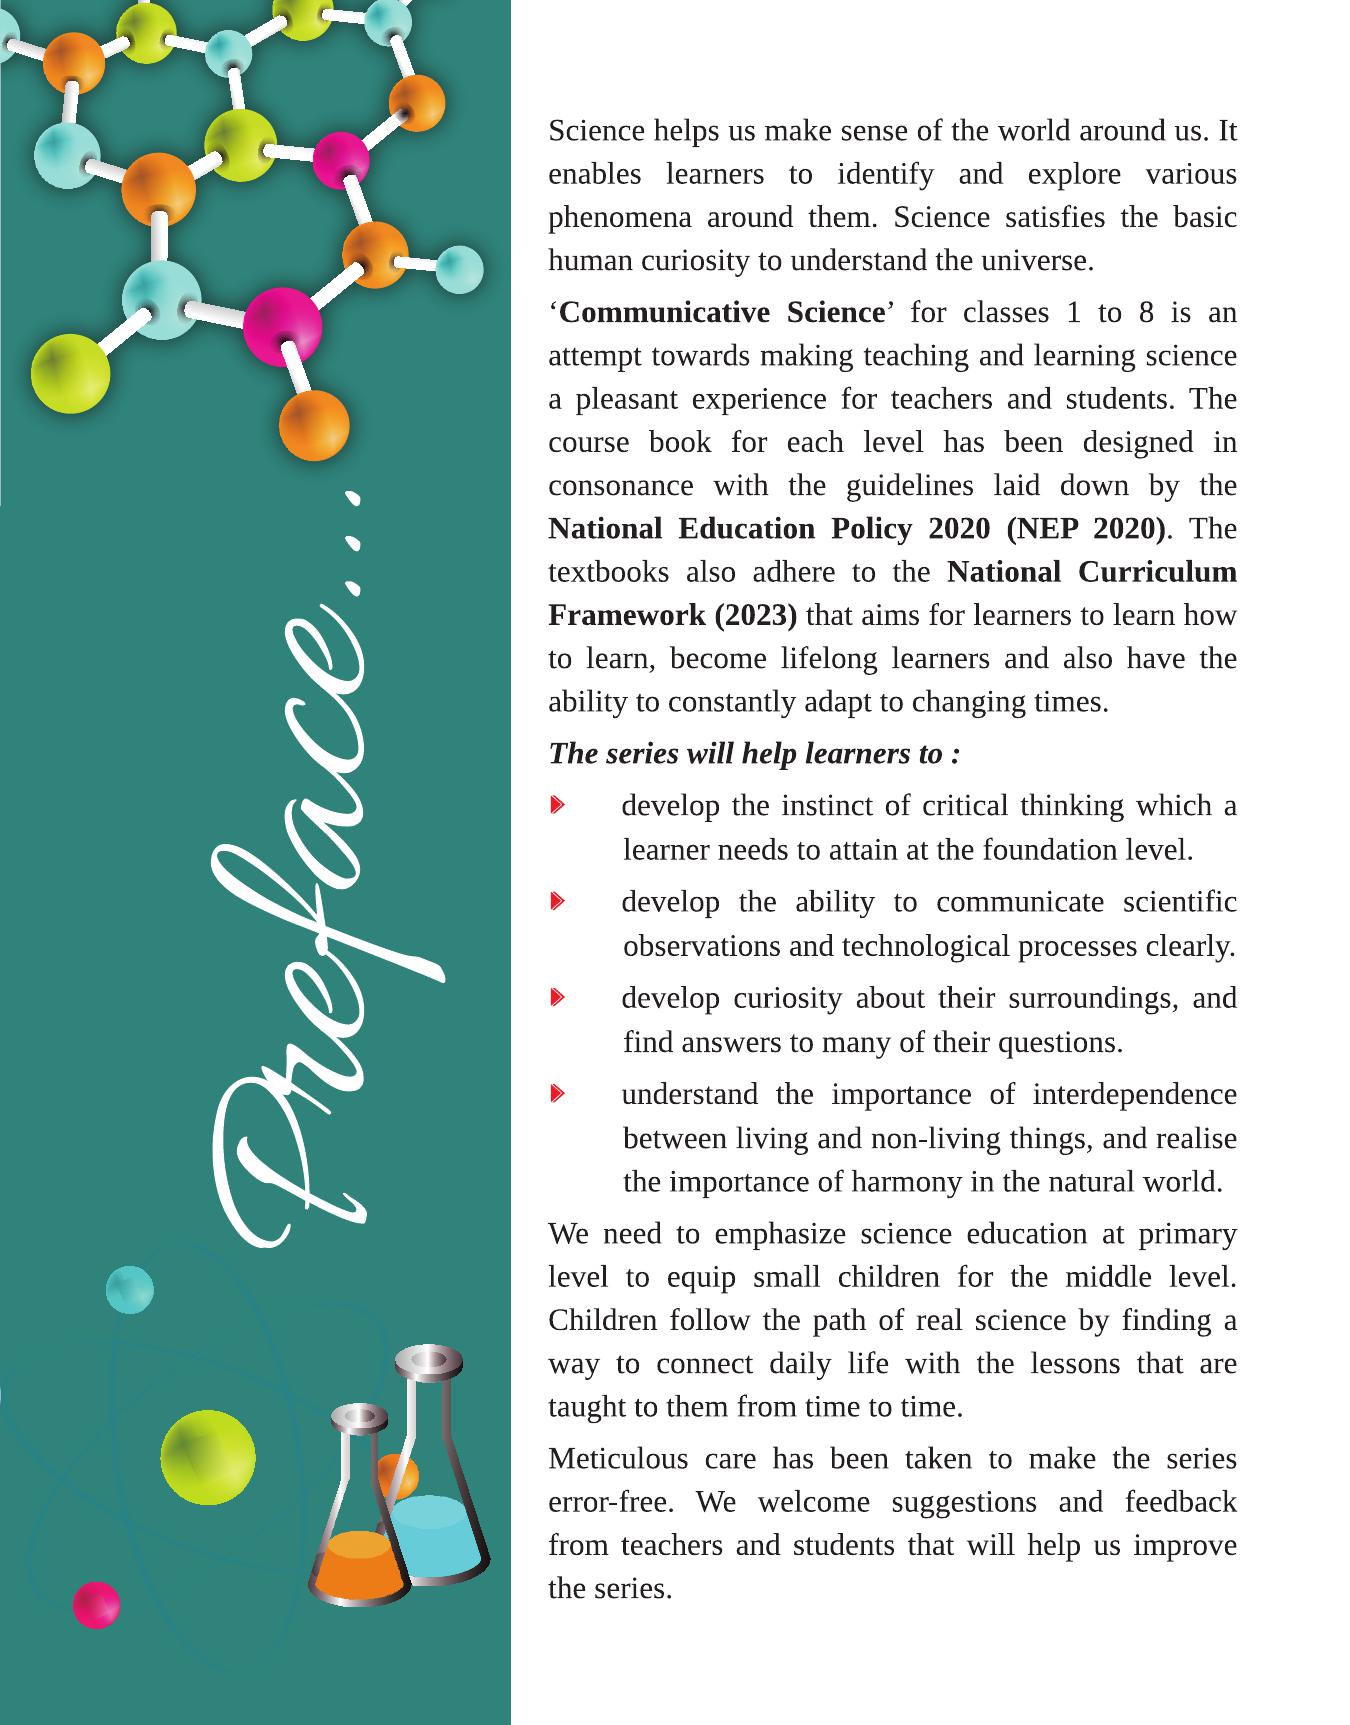 Preface...
Science helps us make sense of the world around us. It
enables learners to identify and explore various
phenomena around them. Science satisfies the basic
human curiosity to understand the universe.
‘Communicative Science’ for classes 1 to 8 is an
attempt towards making teaching and learning science
a pleasant experience for teachers and students. The
course book for each level has been designed in
consonance with the guidelines laid down by the
National Education Policy 2020 (NEP 2020). The
textbooks also adhere to the National Curriculum
Framework (2023) that aims for learners to learn how
to learn, become lifelong learners and also have the
ability to constantly adapt to changing times.
The series will help learners to :
develop the instinct of critical thinking which a
learner needs to attain at the foundation level.
develop the ability to communicate scientific
observations and technological processes clearly.
develop curiosity about their surroundings, and
find answers to many of their questions.
understand the importance of interdependence
between living and non-living things, and realise
the importance of harmony in the natural world.
We need to emphasize science education at primary
level to equip small children for the middle level.
Children follow the path of real science by finding a
way to connect daily life with the lessons that are
taught to them from time to time.
Meticulous care has been taken to make the series
error-free. We welcome suggestions and feedback
from teachers and students that will help us improve
the series.